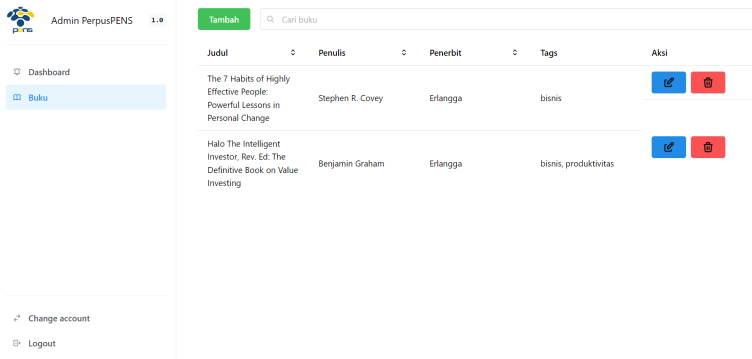 pens
Admin PerpusPENS
1.0
Dashboard
Buku
Change account
Logout
Tambah
Cari buku
Judul
Penulis
Penerbit
Tags
Aksi
The 7 Habits of Highly
Effective People:
Powerful Lessons in
Personal Change
Stephen R. Covey
Erlangga
bisnis
Halo The Intelligent
Investor, Rev. Ed: The
Definitive Book on Value
Investing
Benjamin Graham
Erlangga
bisnis, produktivitas